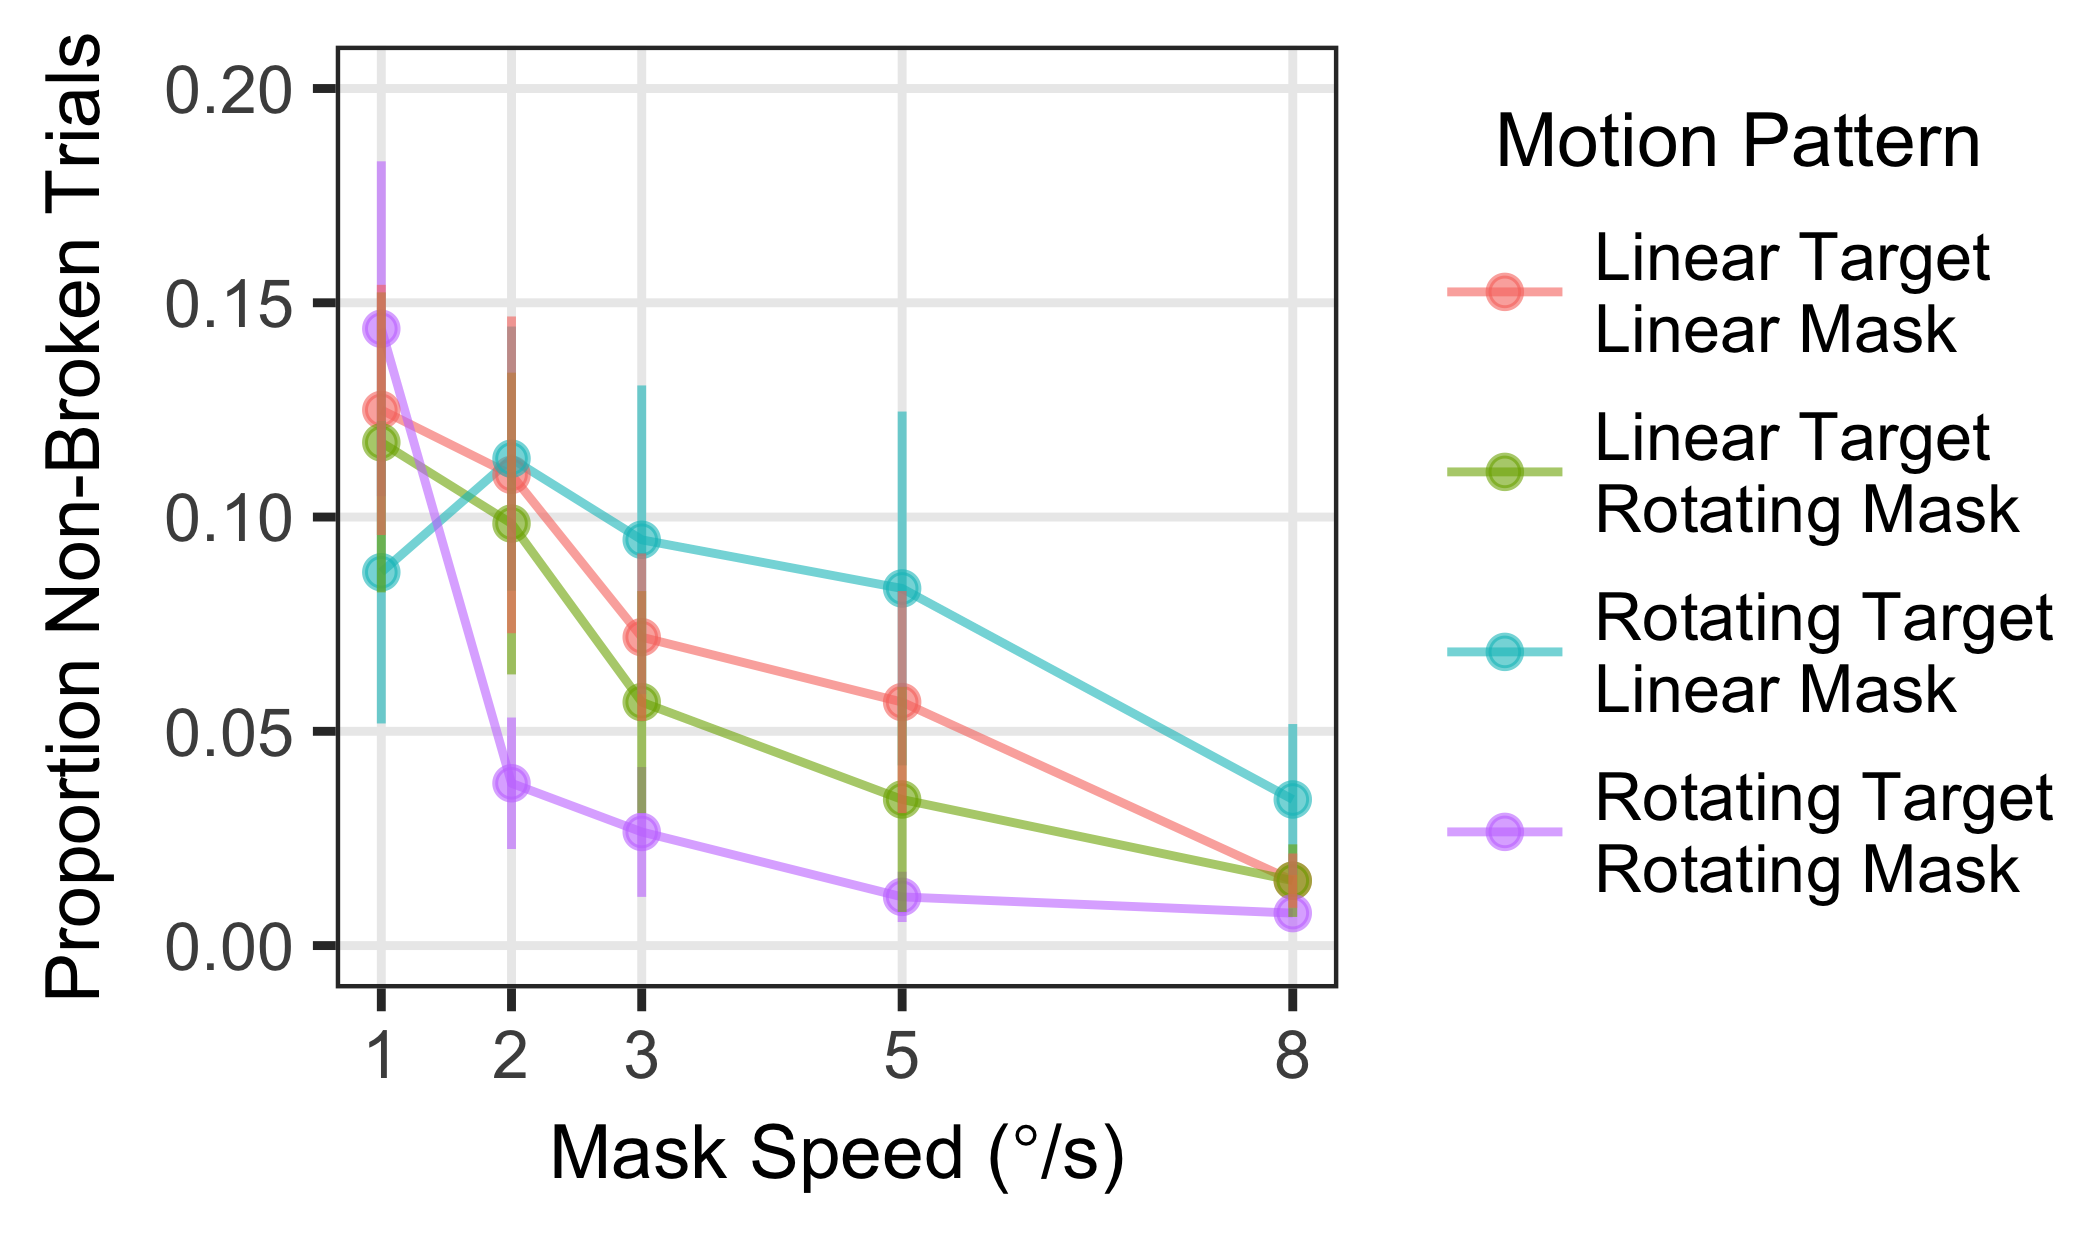 Proportion Non-Broken Trials
0.20
0.15
0.10
0.05
0.00
1 2 3 5 8
Mask Speed (°/s)
Motion Pattern
Linear Target
Linear Mask
Linear Target
Rotating Mask
Rotating Target
Linear Mask
Rotating Target
Rotating Mask